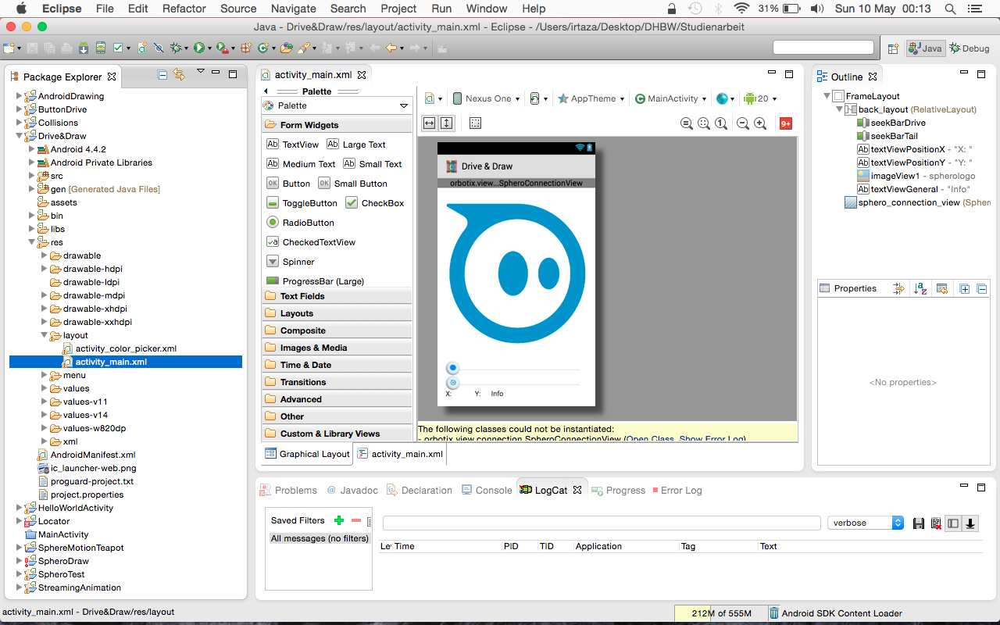 Eclipse File Edit Refactor Source Navigate Search Project Run Window Help 31% Sun 10 May 00:13
Java - Drive&Draw/res/layout/activity_main.xml - Eclipse - /Users/irtaza/Desktop/DHBW/Studienarbeit
Java Debug
Package Explorer
AndroidDrawing
ButtonDrive
Collisions
Drive&Draw
Android 4.4.2
Android Private Libraries
src
gen [Generated Java Files]
assets
bin
libs
res
drawable
drawable-hdpi
drawable-ldpi
drawable-mdpi
drawable-xhdpi
drawable-xxhdpi
layout
activity_color_picker.xml
activity_main.xml
menu
values
values-v11
values-v14
values-w820dp
xml
AndroidManifest.xml
ic_launcher-web.png
proguard-project.txt
project.properties
HelloWorldActivity
Locator
MainActivity
SphereMotionTeapot
SpheroDraw
SpheroTest
StreamingAnimation
activity_main.xml
Palette
Palette
Form Widgets
Ab TextView Ab Large Text
Ab Medium Text Ab Small Text
OK Button OK Small Button
ToggleButton CheckBox
RadioButton
CheckedTextView
Spinner
ProgressBar (Large)
Text Fields
Layouts
Composite
Images & Media
Time & Date
Transitions
Advanced
Other
Custom & Library Views
Nexus One AppTheme MainActivity 20
9+
Drive & Draw
orbotix.view...SpheroConnectionView
X: Y: Info
The following classes could not be instantiated:
- orbotix.view.connection.SpheroConnectionView (Open Class, Show Error Log)
Graphical Layout activity_main.xml
Outline
FrameLayout
back_layout (RelativeLayout)
seekBarDrive
seekBarTail
Ab textViewPositionX - "X: "
Ab textViewPositionY - "Y: "
imageView1 - spherologo
Ab textViewGeneral - "Info"
sphero_connection_view (Sphero
Properties
<No properties>
Problems @ Javadoc Declaration Console LogCat Progress Error Log
Saved Filters
All messages (no filters)
verbose
Le Time PID TID Application Tag Text
activity_main.xml - Drive&Draw/res/layout
212M of 555M
Android SDK Content Loader